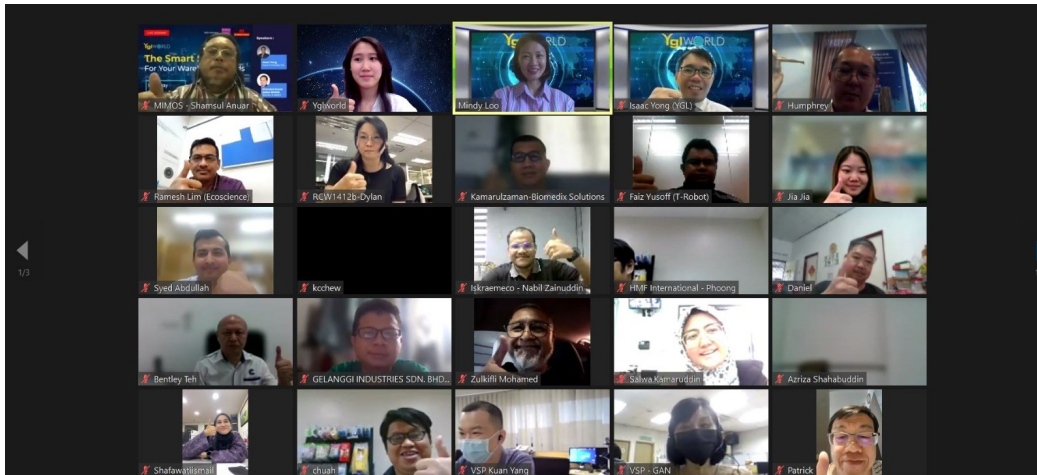 YglWORLD
The Smart S
For Your Ware
Speakers :
MIMOS - Shamsul Anuar
Yglworld
YglWORLD
Mindy Loo
YglWORLD
Isaac Yong (YGL)
Humphrey
Ramesh Lim (Ecoscience)
RCW1412b-Dylan
Kamarulzaman-Biomedix Solutions
Faiz Yusoff (T-Robot)
Jia Jia
1/3
Syed Abdullah
kcchew
Iskraemeco - Nabil Zainuddin
HMF International - Phoong
Daniel
Bentley Teh
GELANGGI INDUSTRIES SDN. BHD...
Zulkifli Mohamed
Salwa Kamaruddin
Azriza Shahabuddin
Shafawatiismail
chuah
VSP Kuan Yang
VSP - GAN
Patrick